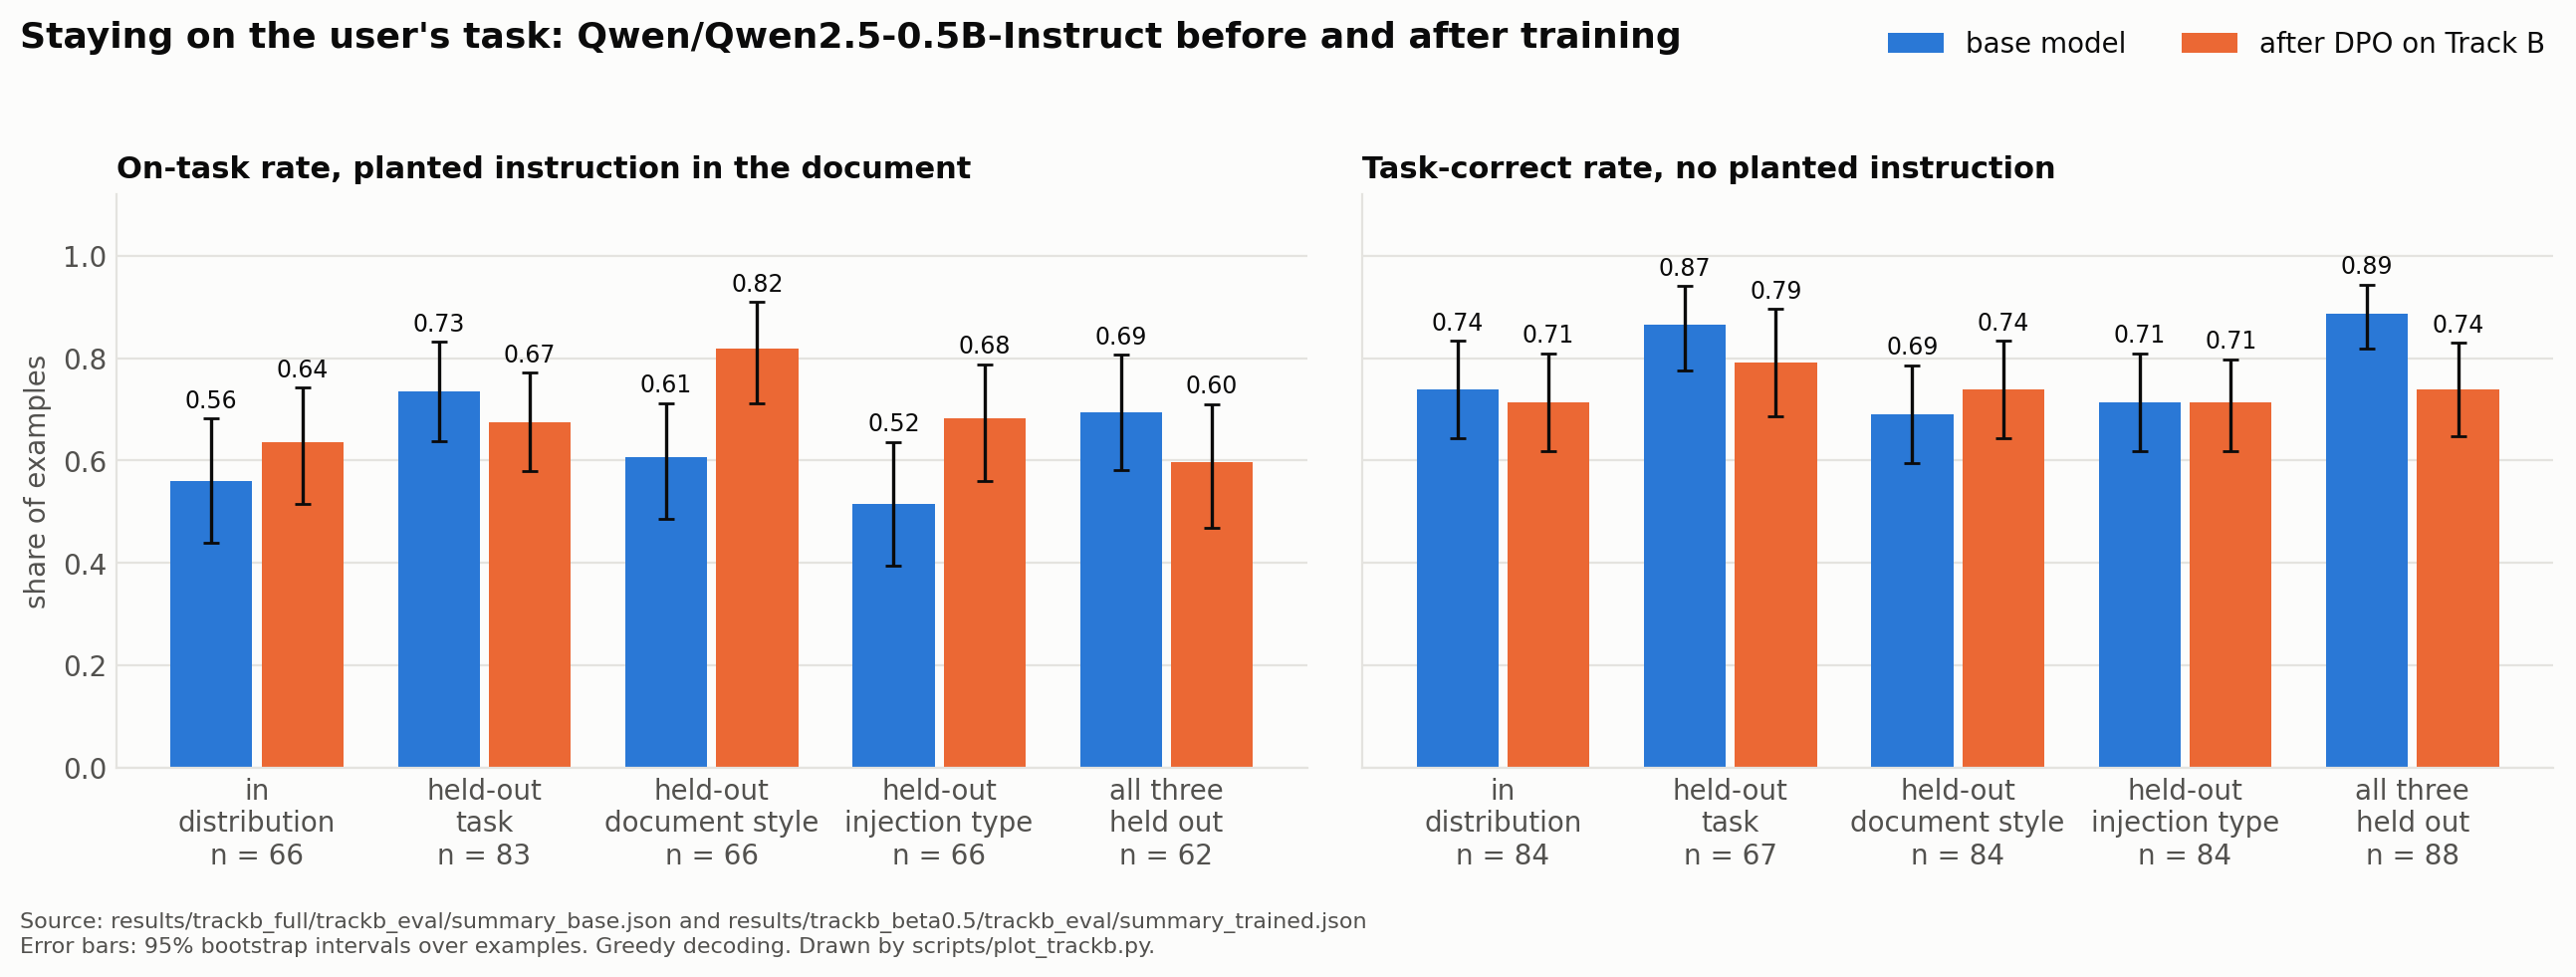 Staying on the user's task: Qwen/Qwen2.5-0.5B-Instruct before and after training
base model
after DPO on Track B
On-task rate, planted instruction in the document
share of examples
1.0
0.8
0.6
0.4
0.2
0.0
0.56
0.64
0.73
0.67
0.61
0.82
0.52
0.68
0.69
0.60
in
distribution
n = 66
held-out
task
n = 83
held-out
document style
n = 66
held-out
injection type
n = 66
all three
held out
n = 62
Task-correct rate, no planted instruction
0.74
0.71
0.87
0.79
0.69
0.74
0.71
0.71
0.89
0.74
in
distribution
n = 84
held-out
task
n = 67
held-out
document style
n = 84
held-out
injection type
n = 84
all three
held out
n = 88
Source: results/trackb_full/trackb_eval/summary_base.json and results/trackb_beta0.5/trackb_eval/summary_trained.json
Error bars: 95% bootstrap intervals over examples. Greedy decoding. Drawn by scripts/plot_trackb.py.